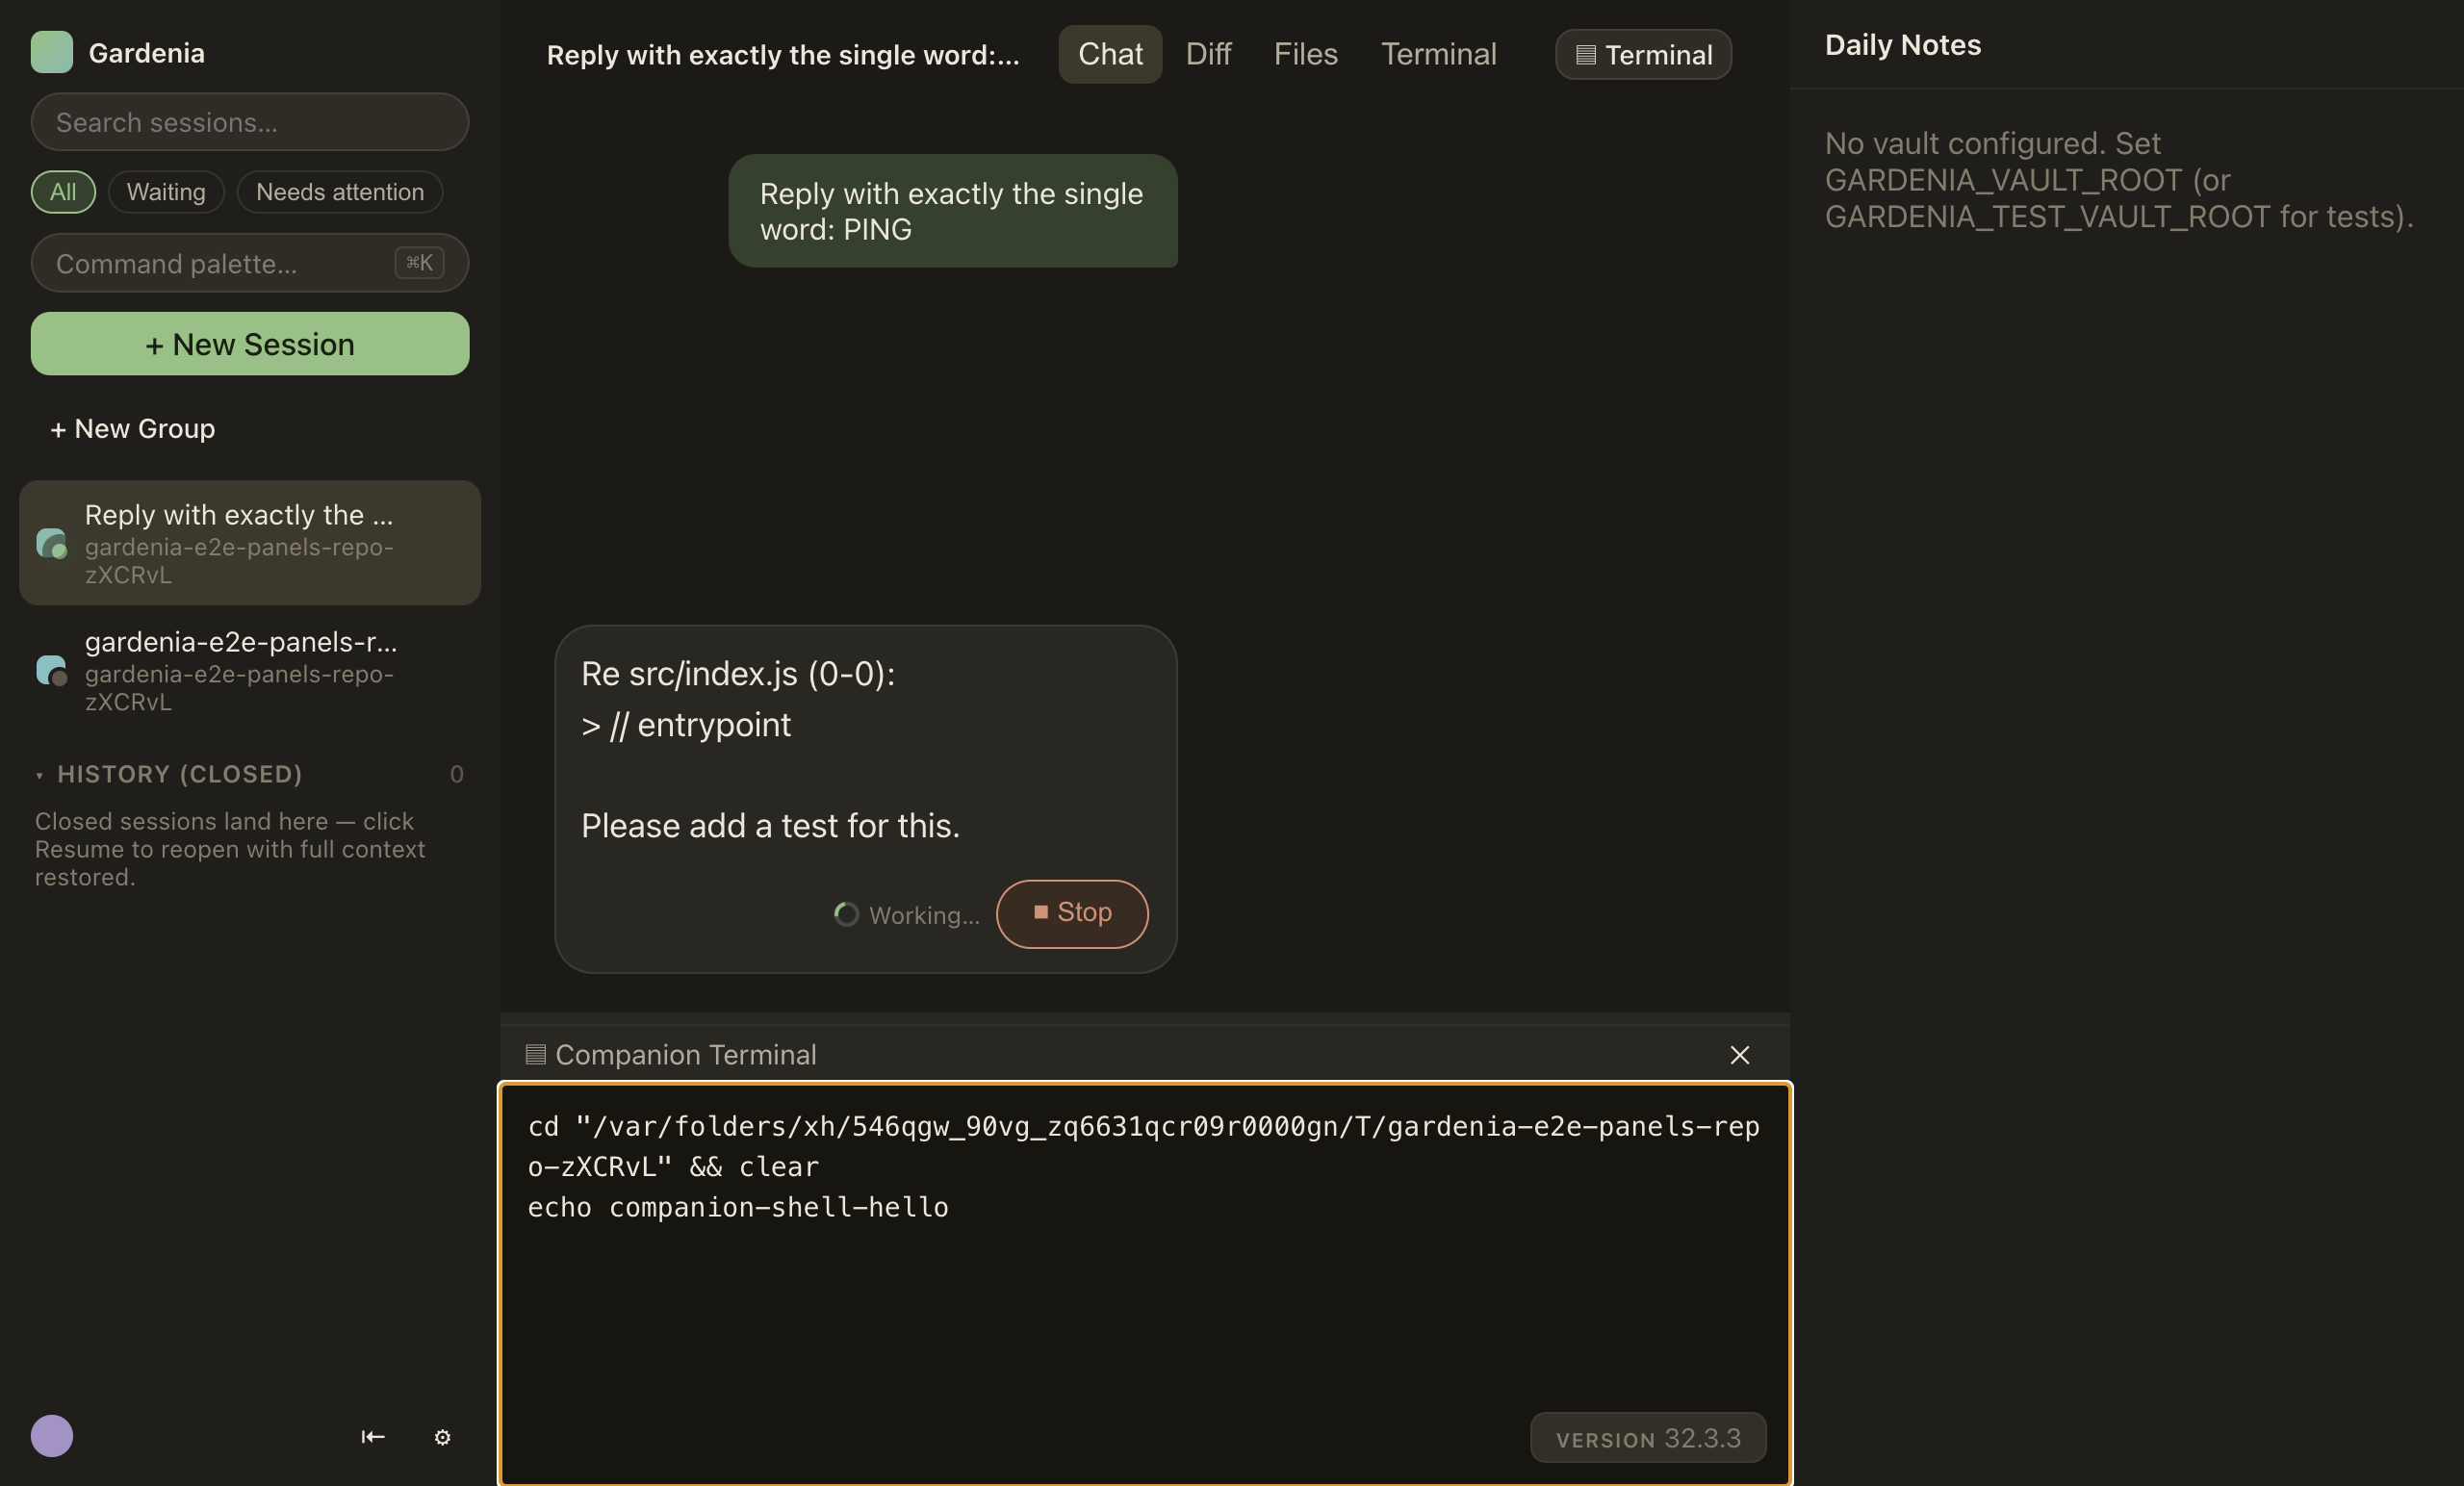 Gardenia
Search sessions...
All
Waiting
Needs attention
Command palette...
⌘K
+ New Session
+ New Group
Reply with exactly the ...
gardenia-e2e-panels-repo-
zXCRvL
gardenia-e2e-panels-r...
gardenia-e2e-panels-repo-
zXCRvL
HISTORY (CLOSED)
0
Closed sessions land here — click
Resume to reopen with full context
restored.
Reply with exactly the single word:...
Chat
Diff
Files
Terminal
Terminal
Reply with exactly the single
word: PING
Re src/index.js (0-0):
> // entrypoint
Please add a test for this.
Working...
Stop
Companion Terminal
cd "/var/folders/xh/546qgw_90vg_zq6631qcr09r0000gn/T/gardenia-e2e-panels-rep
o-zXCRvL" && clear
echo companion-shell-hello
VERSION 32.3.3
Daily Notes
No vault configured. Set
GARDENIA_VAULT_ROOT (or
GARDENIA_TEST_VAULT_ROOT for tests).